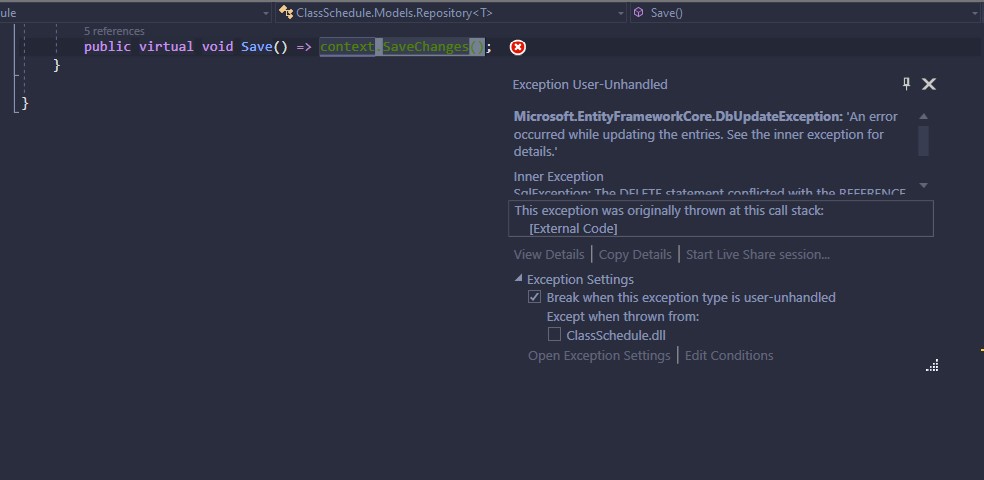 ule
ClassSchedule.Models.Repository<T>
Save()
5 references
public virtual void Save() => context.SaveChanges();
}
}
Exception User-Unhandled
Microsoft.EntityFrameworkCore.DbUpdateException: 'An error
occurred while updating the entries. See the inner exception for
details.'
Inner Exception
SqlException: The DELETE statement conflicted with the REFERENCE
This exception was originally thrown at this call stack:
[External Code]
View Details | Copy Details | Start Live Share session...
Exception Settings
Break when this exception type is user-unhandled
Except when thrown from:
ClassSchedule.dll
Open Exception Settings | Edit Conditions